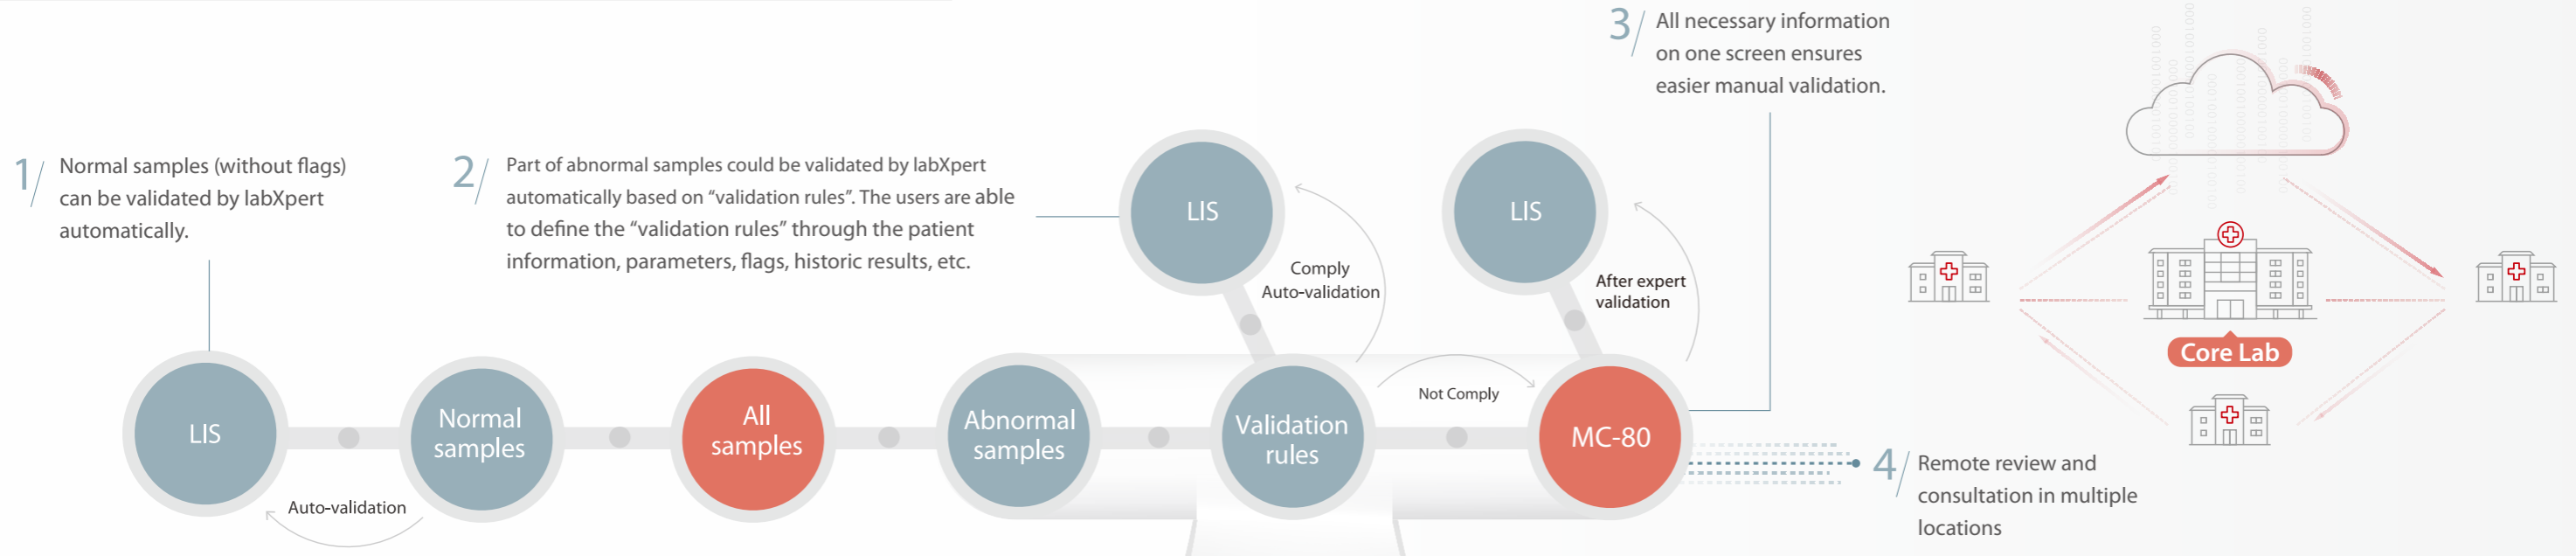 1
Normal samples (without flags)
can be validated by labXpert
automatically.
2
Part of abnormal samples could be validated by labXpert
automatically based on “validation rules”. The users are able
to define the “validation rules” through the patient
information, parameters, flags, historic results, etc.
3
All necessary information
on one screen ensures
easier manual validation.
LIS
LIS
Comply
Auto-validation
After expert
validation
LIS
Normal
samples
All
samples
Abnormal
samples
Validation
rules
Not Comply
MC-80
Auto-validation
4
Remote review and
consultation in multiple
locations
Core Lab